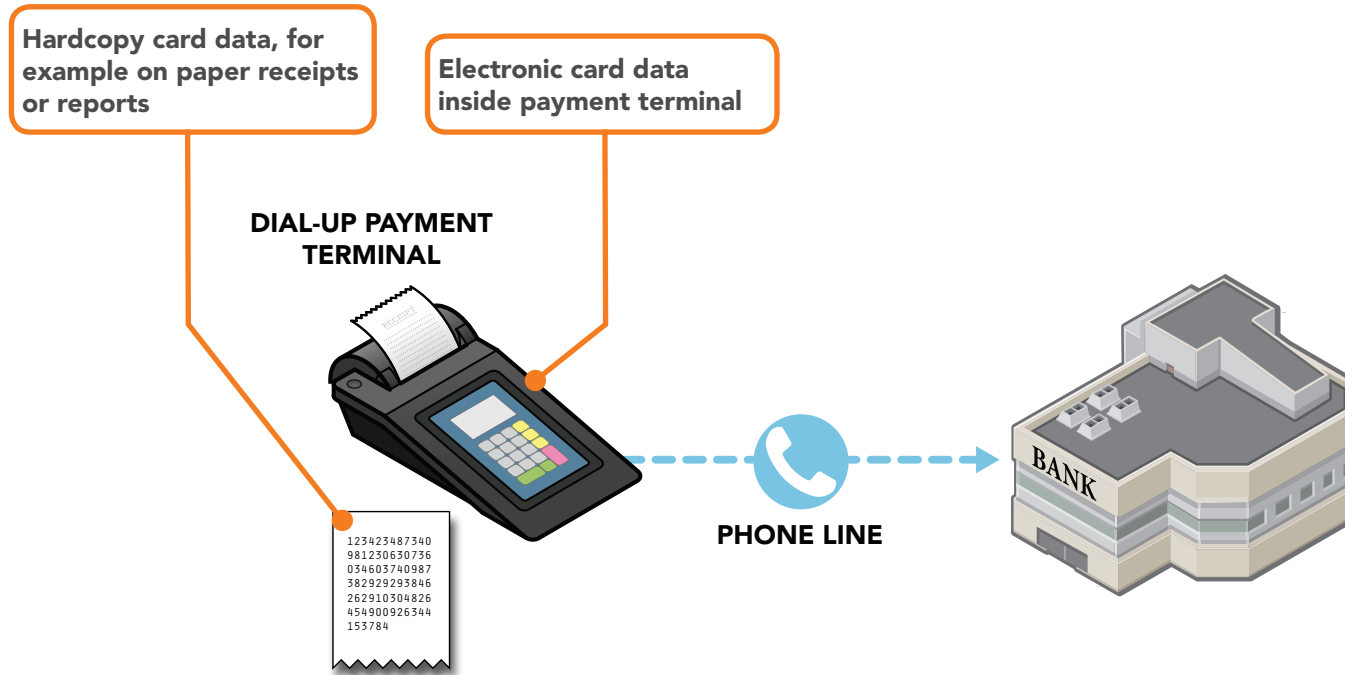 Hardcopy card data, for
example on paper receipts
or reports
Electronic card data
inside payment terminal
DIAL-UP PAYMENT
TERMINAL
RECEIPT
BANK
PHONE LINE
123423487340
981230630736
034603740987
382929293846
262910304826
454900926344
153784